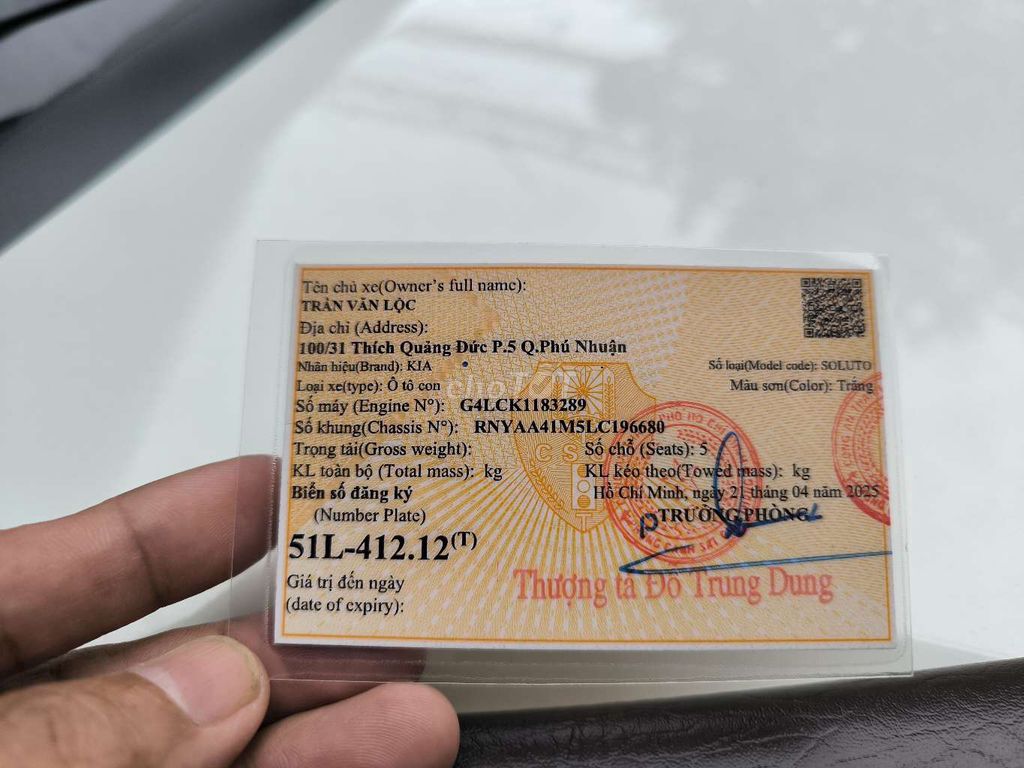 Tên chủ xe(Owner's full name):
TRẦN VĂN LỘC
Địa chỉ (Address):
100/31 Thích Quảng Đức P.5 Q.Phú Nhuận
Nhãn hiệu(Brand): KIA Số loại(Model code): SOLUTO
Loại xe(type): Ô tô con Màu sơn(Color): Trắng
Số máy (Engine N°): G4LCK1183289
Số khung(Chassis N°): RNYAA41M5LC196680
Trọng tải(Gross weight): Số chỗ (Seats): 5
KL toàn bộ (Total mass): kg KL kéo theo(Towed mass): kg
Biển số đăng ký Hồ Chí Minh, ngày 21 tháng 04 năm 2025
(Number Plate) P TRƯỞNG PHÒNG
51L-412.12(T)
Giá trị đến ngày
(date of expiry):
Thượng tá Đỗ Trung Dung
choTỐT
CSGT